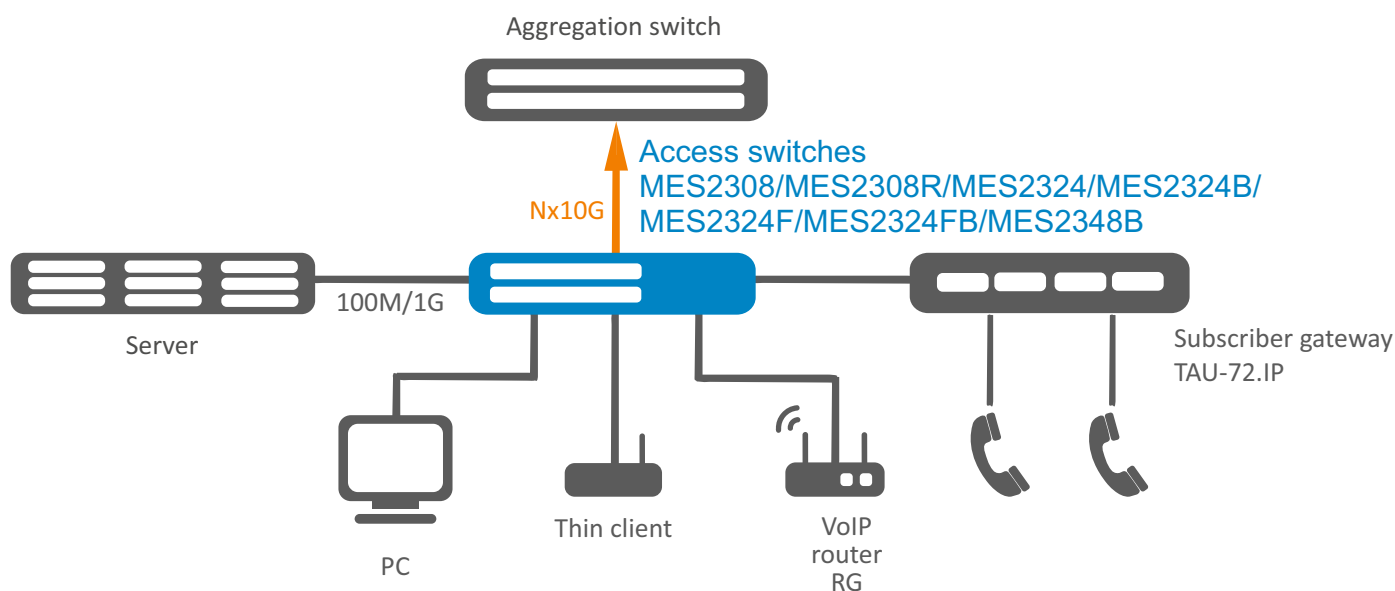 Aggregation switch
Access switches
MES2308/MES2308R/MES2324/MES2324B/
MES2324F/MES2324FB/MES2348B
Nx10G
100M/1G
Server
Subscriber gateway
TAU-72.IP
PC
Thin client
VoIP
router
RG